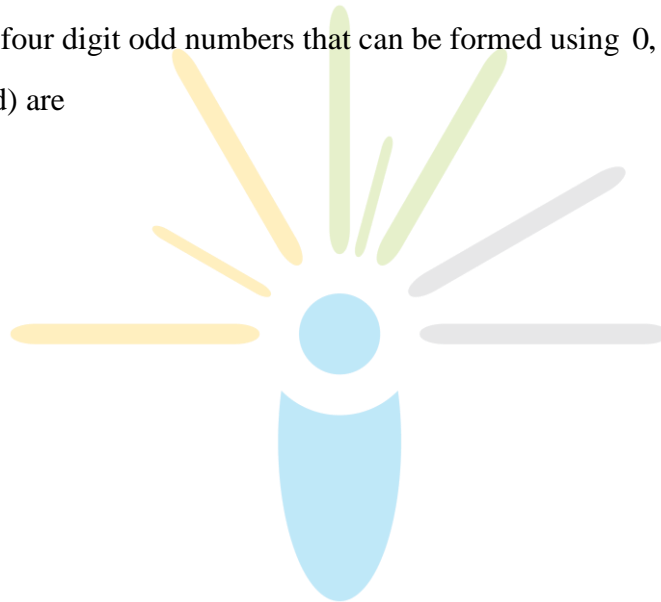 four digit odd numbers that can be formed using 0,
) are